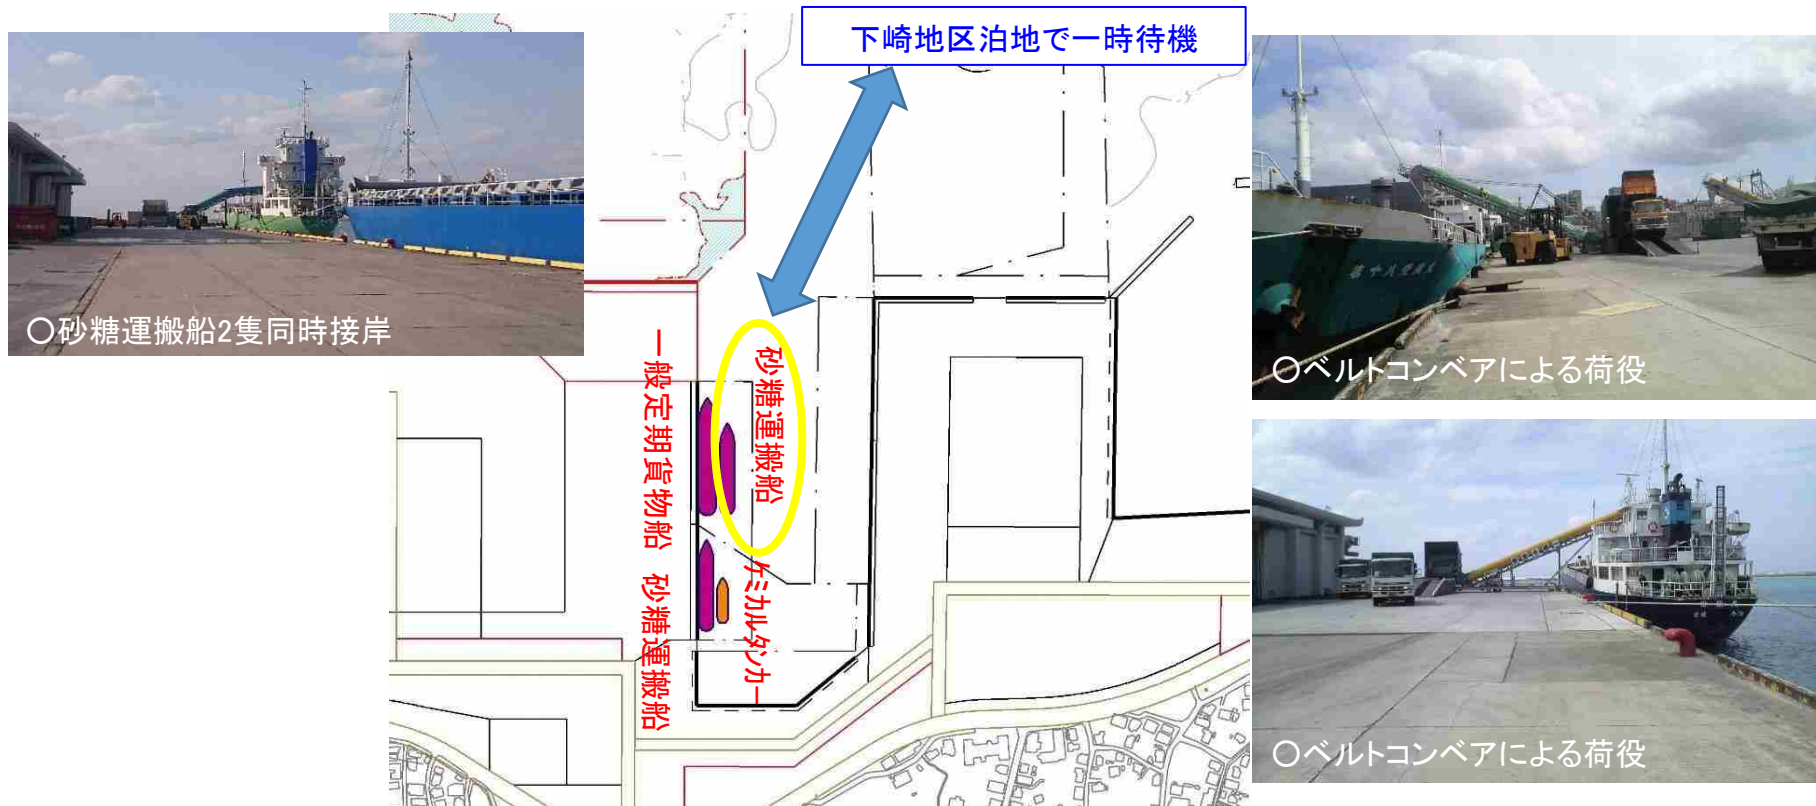 下崎地区泊地で一時待機
○砂糖運搬船2隻同時接岸
一般定期貨物船
砂糖運搬船
砂糖運搬船
ケミカルタンカー
○ベルトコンベアによる荷役
○ベルトコンベアによる荷役